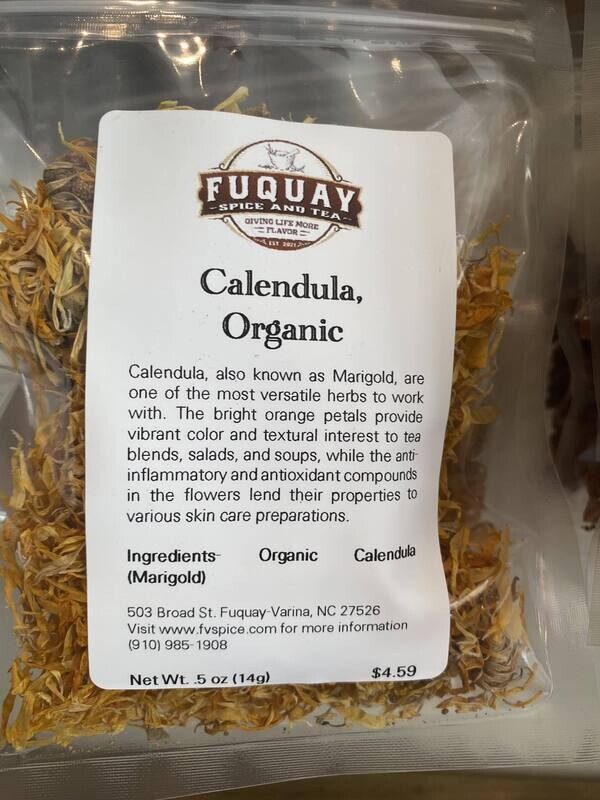 FUQUAY
SPICE AND TEA
GIVING LIFE MORE
FLAVOR
EST 2021
Calendula,
Organic
Calendula, also known as Marigold, are
one of the most versatile herbs to work
with. The bright orange petals provide
vibrant color and textural interest to tea
blends, salads, and soups, while the anti-
inflammatory and antioxidant compounds
in the flowers lend their properties to
various skin care preparations.
Ingredients- Organic Calendula
(Marigold)
503 Broad St. Fuquay-Varina, NC 27526
Visit www.fvspice.com for more information
(910) 985-1908
Net Wt. .5 oz (14g) $4.59